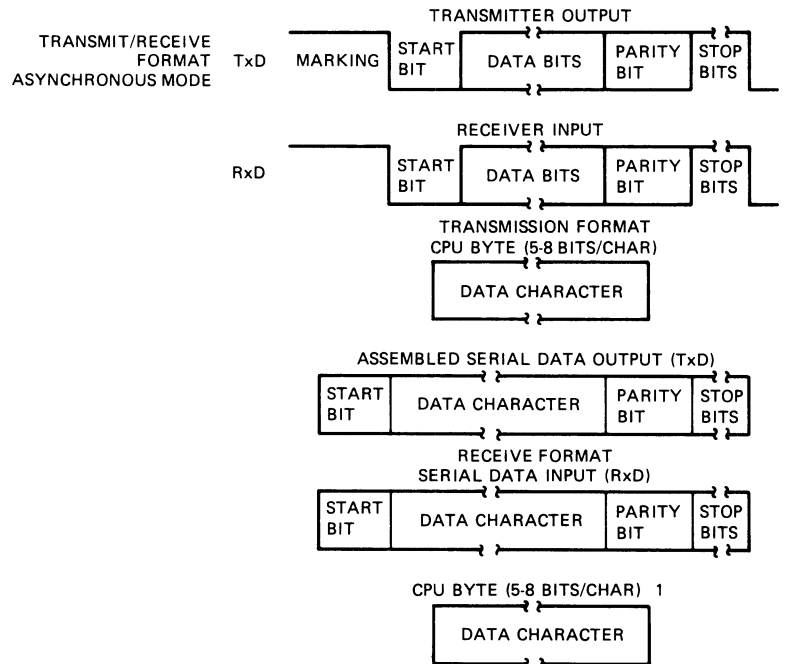 TRANSMITTER OUTPUT
TRANSMIT/RECEIVE
FORMAT
ASYNCHRONOUS MODE
TxD
MARKING
START
BIT
DATA BITS
PARITY
BIT
STOP
BITS
RECEIVER INPUT
RxD
START
BIT
DATA BITS
PARITY
BIT
STOP
BITS
TRANSMISSION FORMAT
CPU BYTE (5-8 BITS/CHAR)
DATA CHARACTER
ASSEMBLED SERIAL DATA OUTPUT (TxD)
START
BIT
DATA CHARACTER
PARITY
BIT
STOP
BITS
RECEIVE FORMAT
SERIAL DATA INPUT (RxD)
START
BIT
DATA CHARACTER
PARITY
BIT
STOP
BITS
CPU BYTE (5-8 BITS/CHAR) 1
DATA CHARACTER